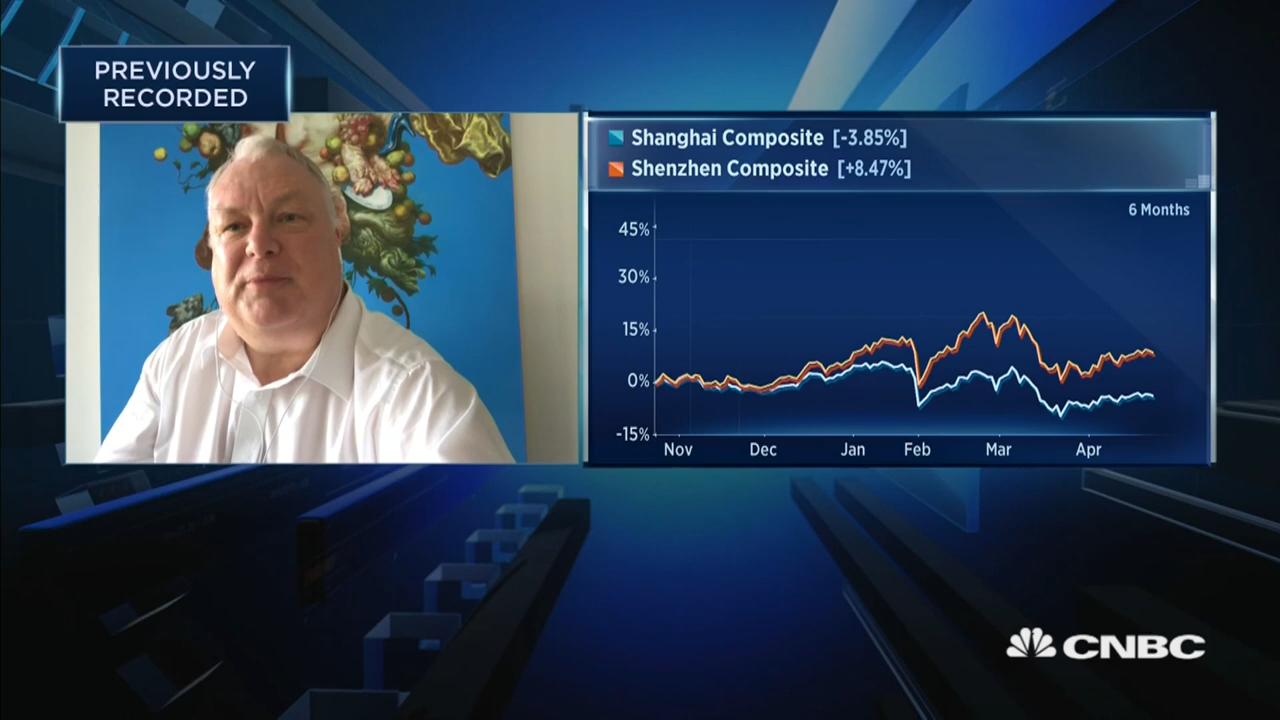 PREVIOUSLY
RECORDED
Shanghai Composite [-3.85%]
Shenzhen Composite [+8.47%]
6 Months
45%
30%
15%
0%
-15%
Nov Dec Jan Feb Mar Apr
CNBC